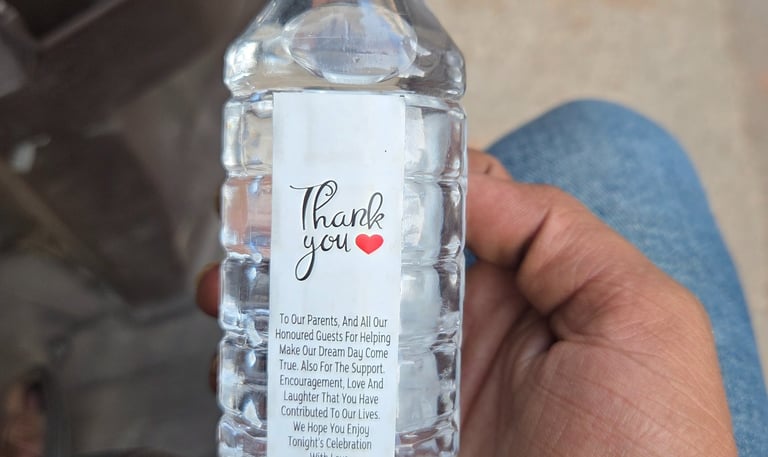 Thank
you
To Our Parents, And All Our
Honoured Guests For Helping
Make Our Dream Day Come
True. Also For The Support.
Encouragement, Love And
Laughter That You Have
Contributed To Our Lives.
We Hope You Enjoy
Tonight's Celebration
With Love